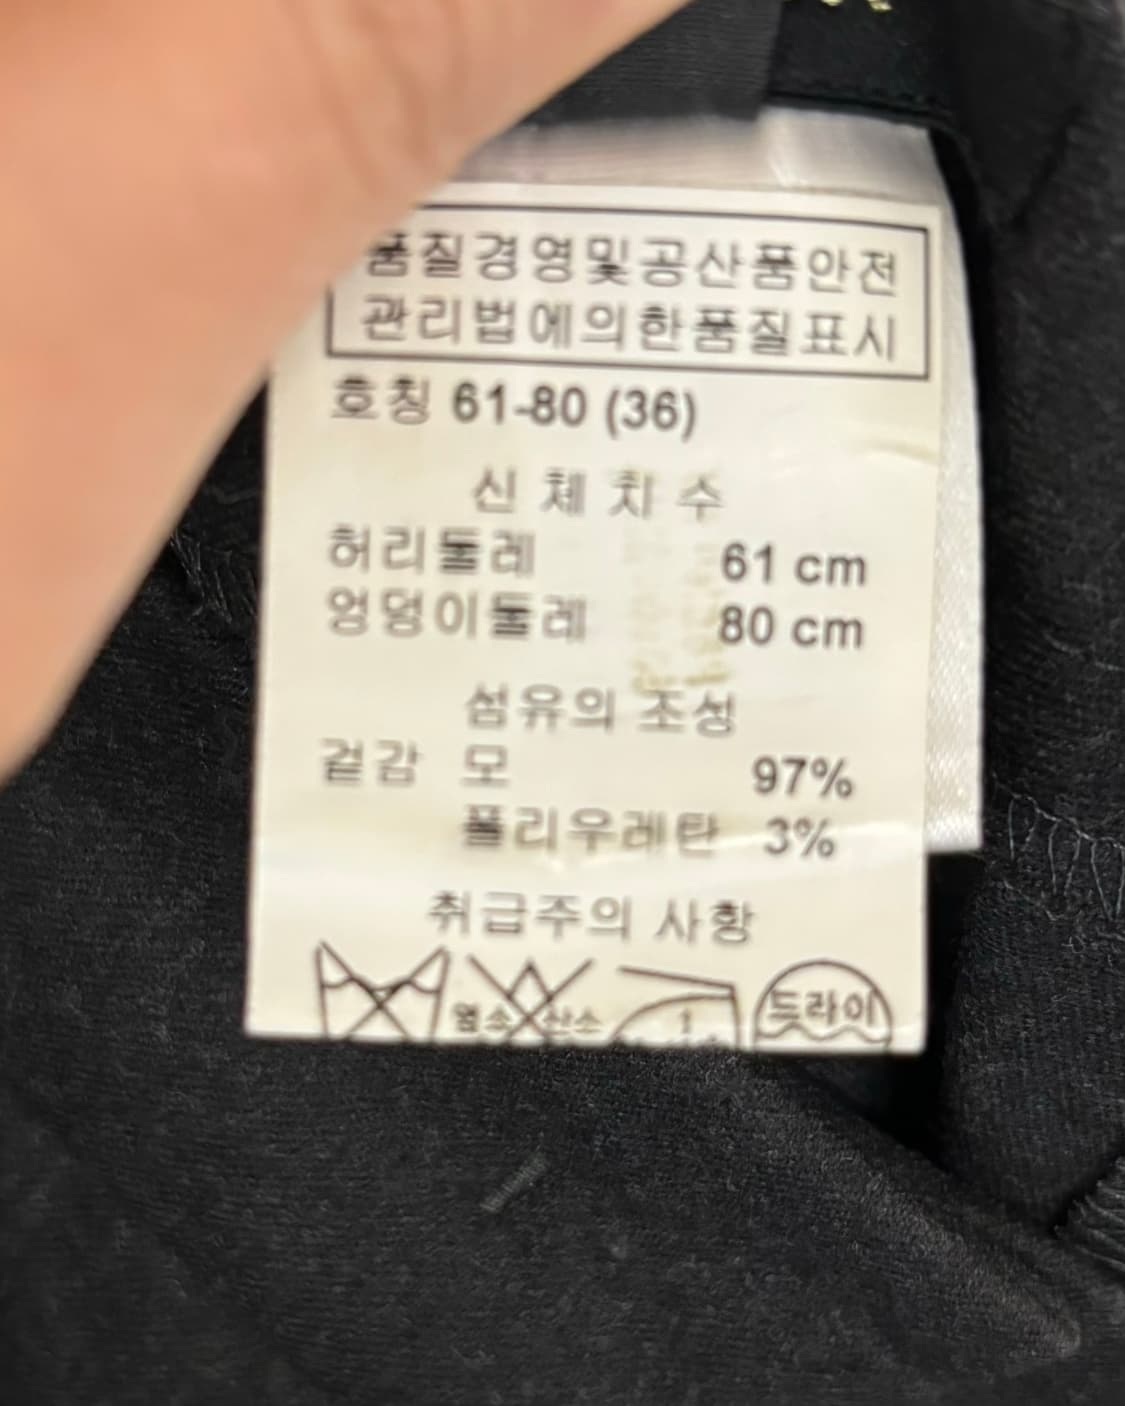 품질경영및공산품안전
관리법에의한품질표시
호칭 61-80 (36)
신 체 치 수
허리둘레 61 cm
엉덩이둘레 80 cm
섬유의 조성
겉감 모 97%
폴리우레탄 3%
취급주의 사항
염소 산소 드라이